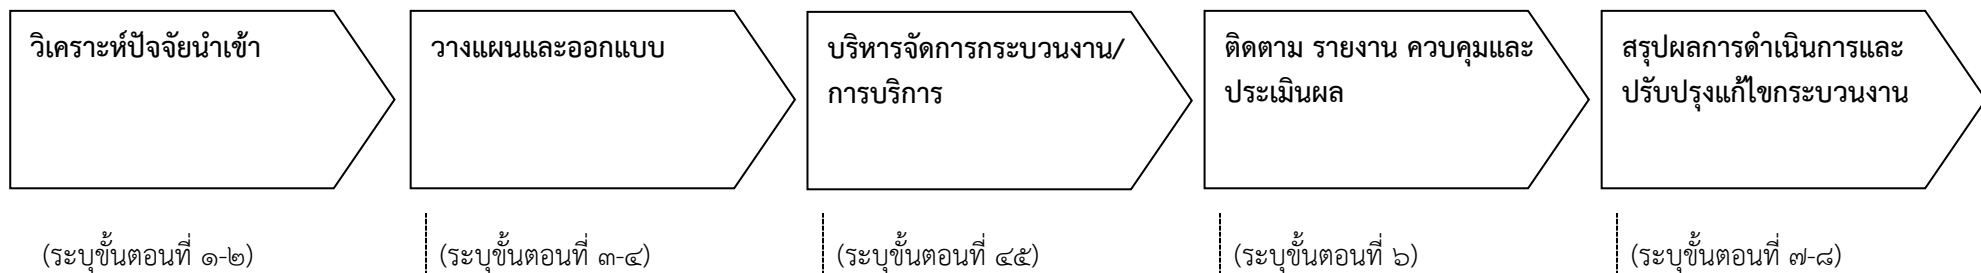 วิเคราะห์ปัจจัยนำเข้า
วางแผนและออกแบบ
บริหารจัดการกระบวนงาน/
การบริการ
ติดตาม รายงาน ควบคุมและ
ประเมินผล
สรุปผลการดำเนินการและ
ปรับปรุงแก้ไขกระบวนงาน
(ระบุขั้นตอนที่ ๑-๒)
(ระบุขั้นตอนที่ ๓-๔)
(ระบุขั้นตอนที่ ๔๕)
(ระบุขั้นตอนที่ ๖)
(ระบุขั้นตอนที่ ๗-๘)